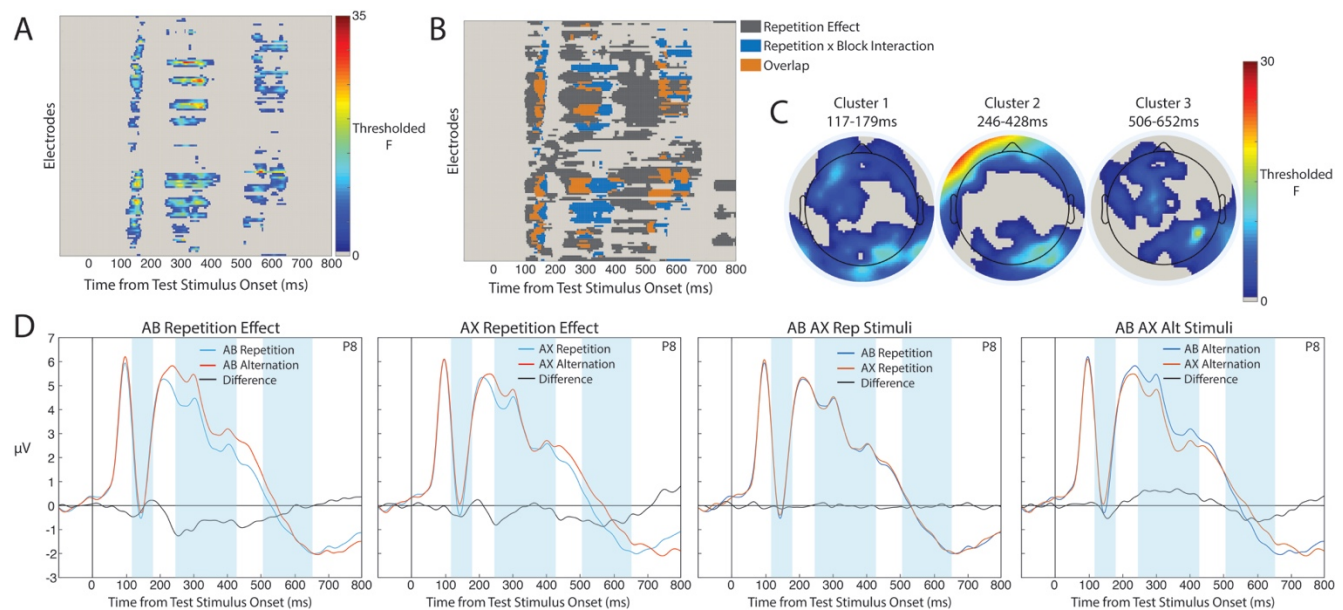 A
35
Electrodes
Thresholded
F
0
0 100 200 300 400 500 600 700 800
Time from Test Stimulus Onset (ms)
B
Repetition Effect
Repetition x Block Interaction
Overlap
Electrodes
0 100 200 300 400 500 600 700 800
Time from Test Stimulus Onset (ms)
C
Cluster 1
117-179ms
Cluster 2
246-428ms
Cluster 3
506-652ms
30
Thresholded
F
0
D
AB Repetition Effect
AB Repetition
AB Alternation
Difference
P8
7
6
5
4
3
2
1
0
-1
-2
-3
μV
0 100 200 300 400 500 600 700 800
Time from Test Stimulus Onset (ms)
AX Repetition Effect
AX Repetition
AX Alternation
Difference
P8
0 100 200 300 400 500 600 700 800
Time from Test Stimulus Onset (ms)
AB AX Rep Stimuli
AB Repetition
AX Repetition
Difference
P8
0 100 200 300 400 500 600 700 800
Time from Test Stimulus Onset (ms)
AB AX Alt Stimuli
AB Alternation
AX Alternation
Difference
P8
0 100 200 300 400 500 600 700 800
Time from Test Stimulus Onset (ms)